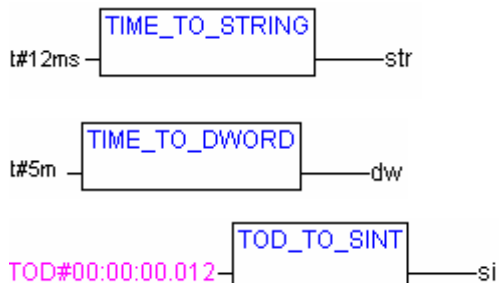 TIME_TO_STRING
t#12ms str
TIME_TO_DWORD
t#5m dw
TOD_TO_SINT
TOD#00:00:00.012 si